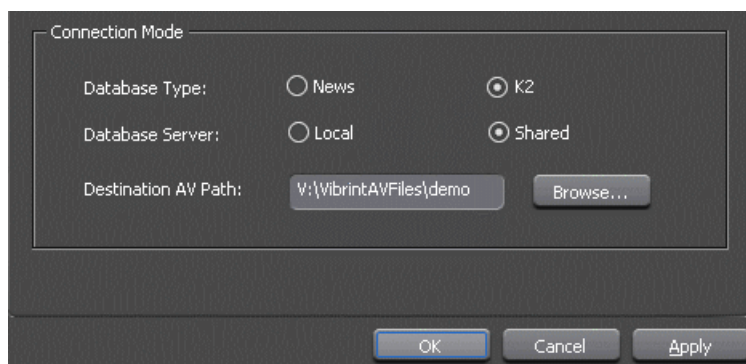 Connection Mode
Database Type: News K2
Database Server: Local Shared
Destination AV Path: V:\VibrintAVFiles\demo Browse...
OK Cancel Apply